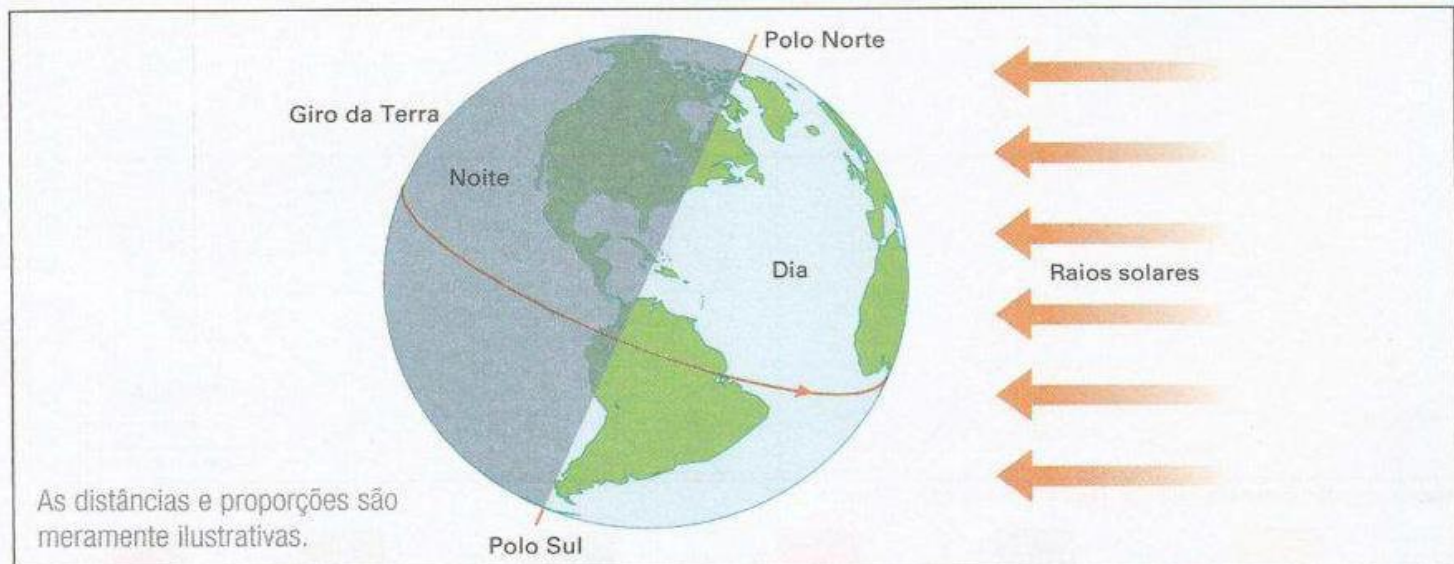 Polo Norte
Giro da Terra
Noite
Dia
Raios solares
As distâncias e proporções são
meramente ilustrativas.
Polo Sul